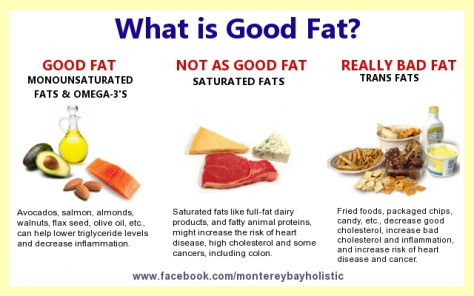 What is Good Fat?
GOOD FAT
MONOUNSATURATED
FATS & OMEGA-3'S
Avocados, salmon, almonds,
walnuts, flax seed, olive oil, etc.,
can help lower triglyceride levels
and decrease inflammation.
NOT AS GOOD FAT
SATURATED FATS
Saturated fats like full-fat dairy
products, and fatty animal proteins,
might increase the risk of heart
disease, high cholesterol and some
cancers, including colon.
REALLY BAD FAT
TRANS FATS
Fried foods, packaged chips,
candy, etc., decrease good
cholesterol, increase bad
cholesterol and inflammation,
and increase risk of heart
disease and cancer.
www.facebook.com/montereybayholistic